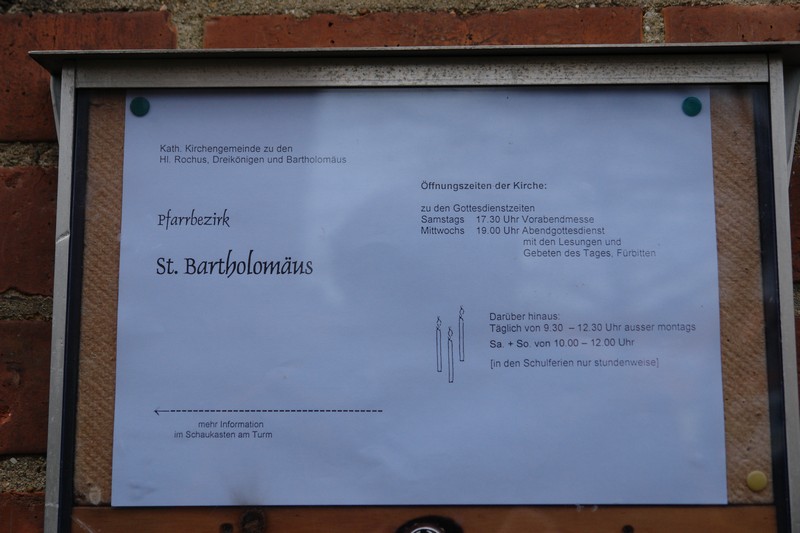 Kath. Kirchengemeinde zu den
Hl. Rochus, Dreikönigen und Bartholomäus
Pfarrbezirk
St. Bartholomäus
Öffnungszeiten der Kirche:
zu den Gottesdienstzeiten
Samstags 17.30 Uhr Vorabendmesse
Mittwochs 19.00 Uhr Abendgottesdienst
mit den Lesungen und
Gebeten des Tages, Fürbitten
Darüber hinaus:
Täglich von 9.30 – 12.30 Uhr ausser montags
Sa. + So. von 10.00 – 12.00 Uhr
[in den Schulferien nur stundenweise]
mehr Information
im Schaukasten am Turm